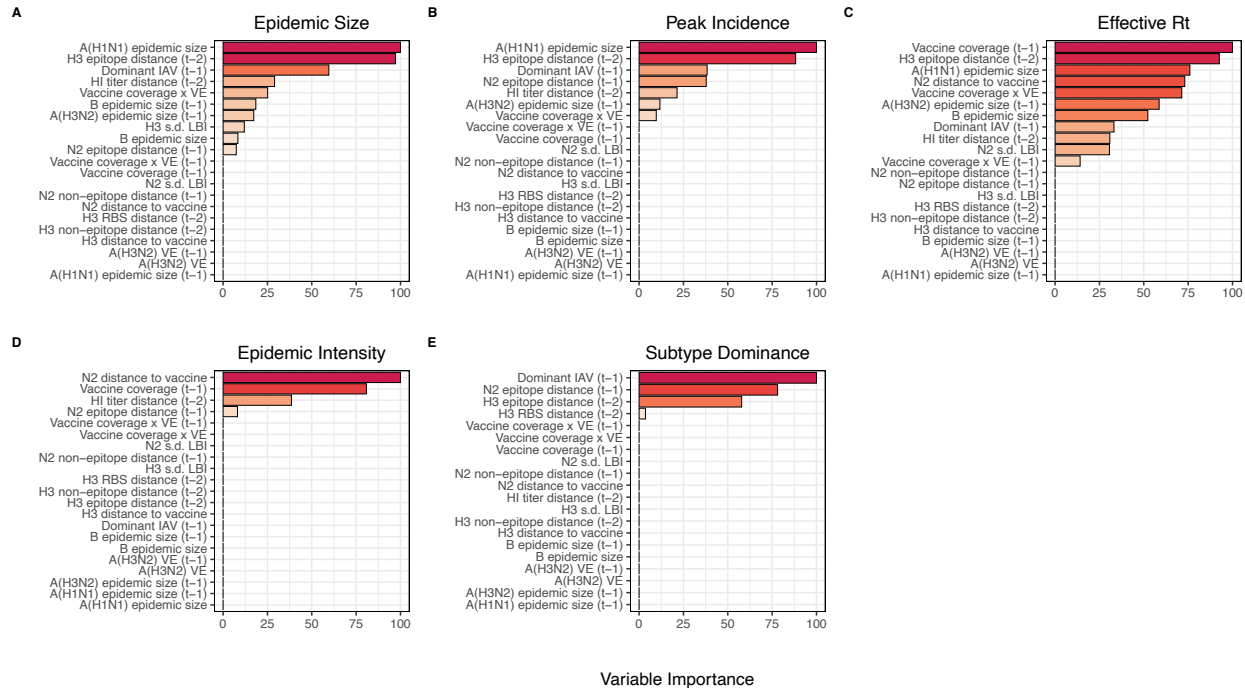 A
Epidemic Size
A(H1N1) epidemic size
H3 epitope distance (t−2)
Dominant IAV (t−1)
HI titer distance (t−2)
Vaccine coverage x VE
B epidemic size (t−1)
A(H3N2) epidemic size (t−1)
H3 s.d. LBI
B epidemic size
N2 epitope distance (t−1)
Vaccine coverage x VE (t−1)
Vaccine coverage (t−1)
N2 s.d. LBI
N2 non−epitope distance (t−1)
N2 distance to vaccine
H3 RBS distance (t−2)
H3 non−epitope distance (t−2)
H3 distance to vaccine
A(H3N2) VE (t−1)
A(H3N2) VE
A(H1N1) epidemic size (t−1)
0 25 50 75 100
B
Peak Incidence
A(H1N1) epidemic size
H3 epitope distance (t−2)
Dominant IAV (t−1)
N2 epitope distance (t−1)
HI titer distance (t−2)
A(H3N2) epidemic size (t−1)
Vaccine coverage x VE
Vaccine coverage x VE (t−1)
Vaccine coverage (t−1)
N2 s.d. LBI
N2 non−epitope distance (t−1)
N2 distance to vaccine
H3 s.d. LBI
H3 RBS distance (t−2)
H3 non−epitope distance (t−2)
H3 distance to vaccine
B epidemic size (t−1)
B epidemic size
A(H3N2) VE (t−1)
A(H3N2) VE
A(H1N1) epidemic size (t−1)
0 25 50 75 100
C
Effective Rt
Vaccine coverage (t−1)
H3 epitope distance (t−2)
A(H1N1) epidemic size
N2 distance to vaccine
Vaccine coverage x VE
A(H3N2) epidemic size (t−1)
B epidemic size
Dominant IAV (t−1)
HI titer distance (t−2)
N2 s.d. LBI
Vaccine coverage x VE (t−1)
N2 non−epitope distance (t−1)
N2 epitope distance (t−1)
H3 s.d. LBI
H3 RBS distance (t−2)
H3 non−epitope distance (t−2)
H3 distance to vaccine
B epidemic size (t−1)
A(H3N2) VE (t−1)
A(H3N2) VE
A(H1N1) epidemic size (t−1)
0 25 50 75 100
D
Epidemic Intensity
N2 distance to vaccine
Vaccine coverage (t−1)
HI titer distance (t−2)
N2 epitope distance (t−1)
Vaccine coverage x VE (t−1)
Vaccine coverage x VE
N2 s.d. LBI
N2 non−epitope distance (t−1)
H3 s.d. LBI
H3 RBS distance (t−2)
H3 non−epitope distance (t−2)
H3 epitope distance (t−2)
H3 distance to vaccine
Dominant IAV (t−1)
B epidemic size (t−1)
B epidemic size
A(H3N2) VE (t−1)
A(H3N2) VE
A(H3N2) epidemic size (t−1)
A(H1N1) epidemic size (t−1)
A(H1N1) epidemic size
0 25 50 75 100
E
Subtype Dominance
Dominant IAV (t−1)
N2 epitope distance (t−1)
H3 epitope distance (t−2)
H3 RBS distance (t−2)
Vaccine coverage x VE (t−1)
Vaccine coverage x VE
Vaccine coverage (t−1)
N2 s.d. LBI
N2 non−epitope distance (t−1)
N2 distance to vaccine
HI titer distance (t−2)
H3 s.d. LBI
H3 non−epitope distance (t−2)
H3 distance to vaccine
B epidemic size (t−1)
B epidemic size
A(H3N2) VE (t−1)
A(H3N2) VE
A(H3N2) epidemic size (t−1)
A(H1N1) epidemic size (t−1)
0 25 50 75 100
Variable Importance